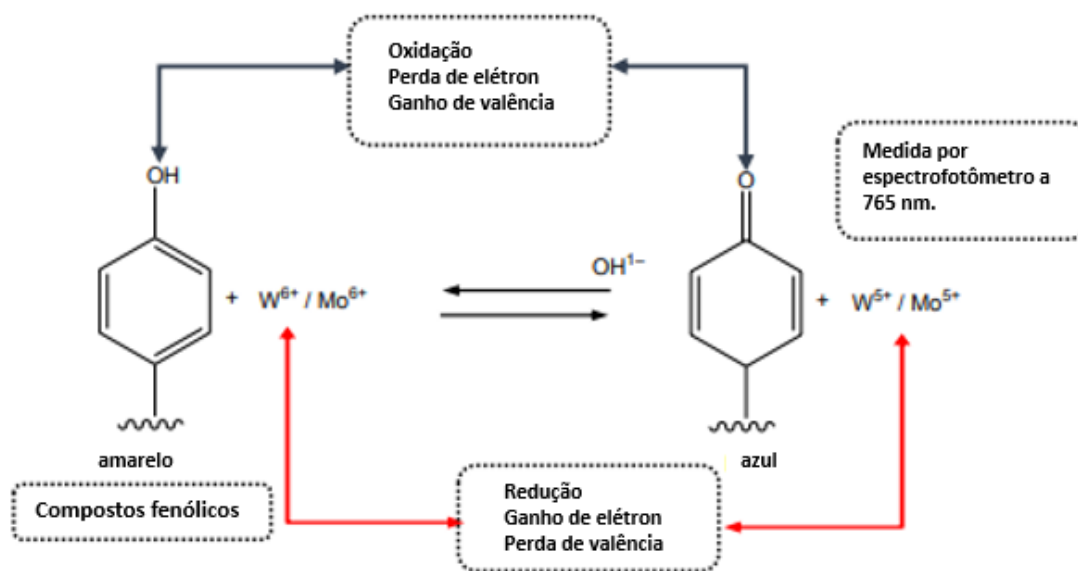 Oxidação
Perda de elétron
Ganho de valência
Medida por
espectrofotômetro a
765 nm.
OH
O
OH¹⁻
+ W⁶⁺ / Mo⁶⁺
+ W⁵⁺ / Mo⁵⁺
amarelo
azul
Compostos fenólicos
Redução
Ganho de elétron
Perda de valência